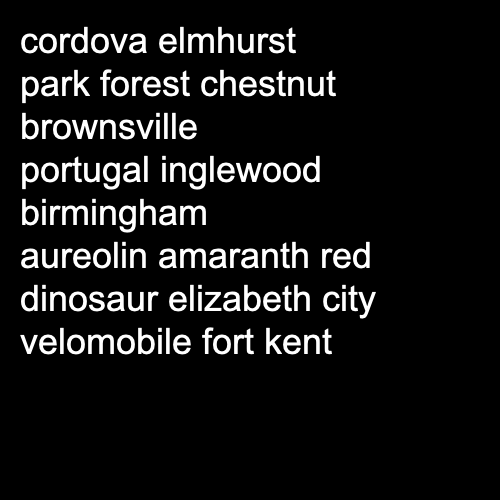 cordova elmhurst
park forest chestnut
brownsville
portugal inglewood
birmingham
aureolin amaranth red
dinosaur elizabeth city
velomobile fort kent